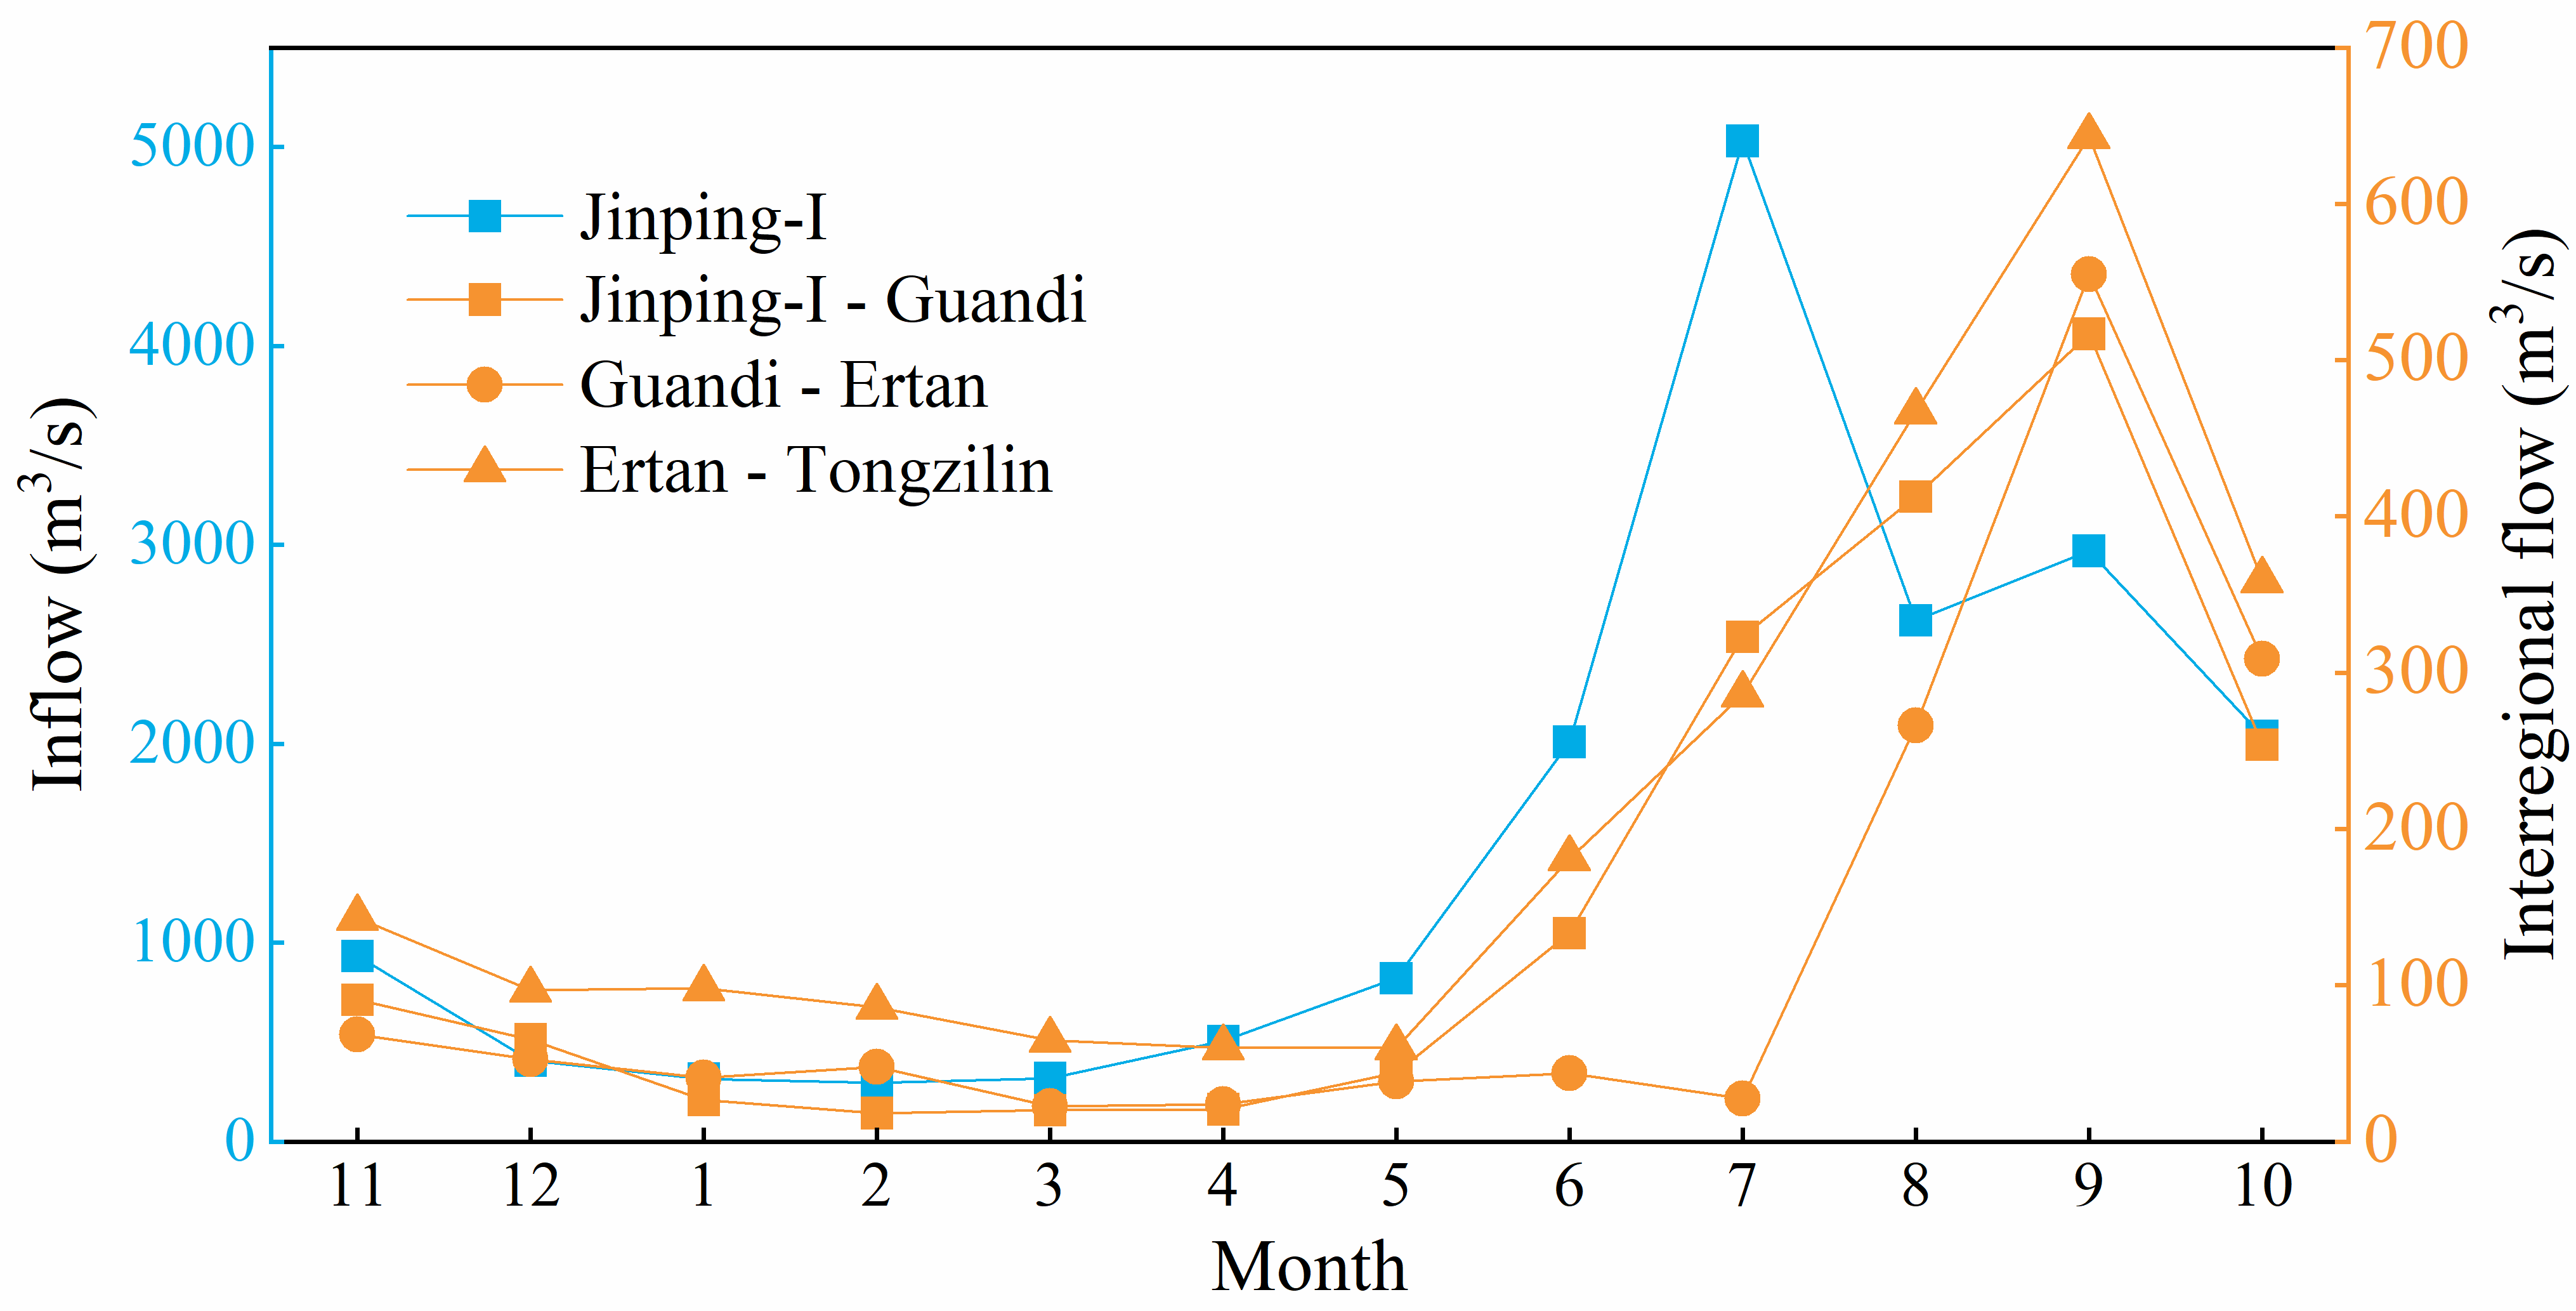 Inflow (m³/s)
5000
4000
3000
2000
1000
0
Jinping-I
Jinping-I - Guandi
Guandi - Ertan
Ertan - Tongzilin
700
600
500
400
300
200
100
0
Interregional flow (m³/s)
11 12 1 2 3 4 5 6 7 8 9 10
Month